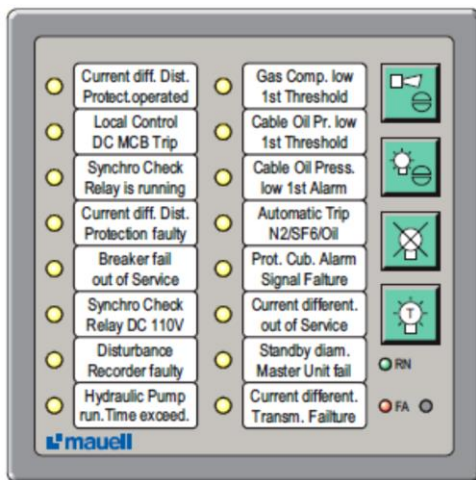 Current diff. Dist.
Protect.operated
Local Control
DC MCB Trip
Synchro Check
Relay is running
Current diff. Dist.
Protection faulty
Breaker fail
out of Service
Synchro Check
Relay DC 110V
Disturbance
Recorder faulty
Hydraulic Pump
run.Time exceed.
Gas Comp. low
1st Threshold
Cable Oil Pr. low
1st Threshold
Cable Oil Press.
low 1st Alarm
Automatic Trip
N2/SF6/Oil
Prot. Cub. Alarm
Signal Falture
Current different.
out of Service
Standby diam.
Master Unit fail
Current different.
Transm. Failture
T
RN
FA
mauell